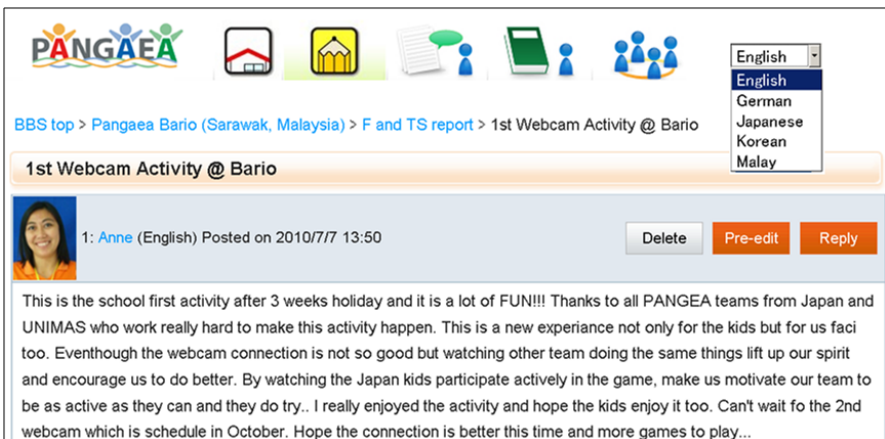 PANGAEA
English
English
German
Japanese
Korean
Malay
BBS top > Pangaea Bario (Sarawak, Malaysia) > F and TS report > 1st Webcam Activity @ Bario
1st Webcam Activity @ Bario
1: Anne (English) Posted on 2010/7/7 13:50
Delete
Pre-edit
Reply
This is the school first activity after 3 weeks holiday and it is a lot of FUN!!! Thanks to all PANGEA teams from Japan and
UNIMAS who work really hard to make this activity happen. This is a new experiance not only for the kids but for us faci
too. Eventhough the webcam connection is not so good but watching other team doing the same things lift up our spirit
and encourage us to do better. By watching the Japan kids participate actively in the game, make us motivate our team to
be as active as they can and they do try.. I really enjoyed the activity and hope the kids enjoy it too. Can't wait fo the 2nd
webcam which is schedule in October. Hope the connection is better this time and more games to play...